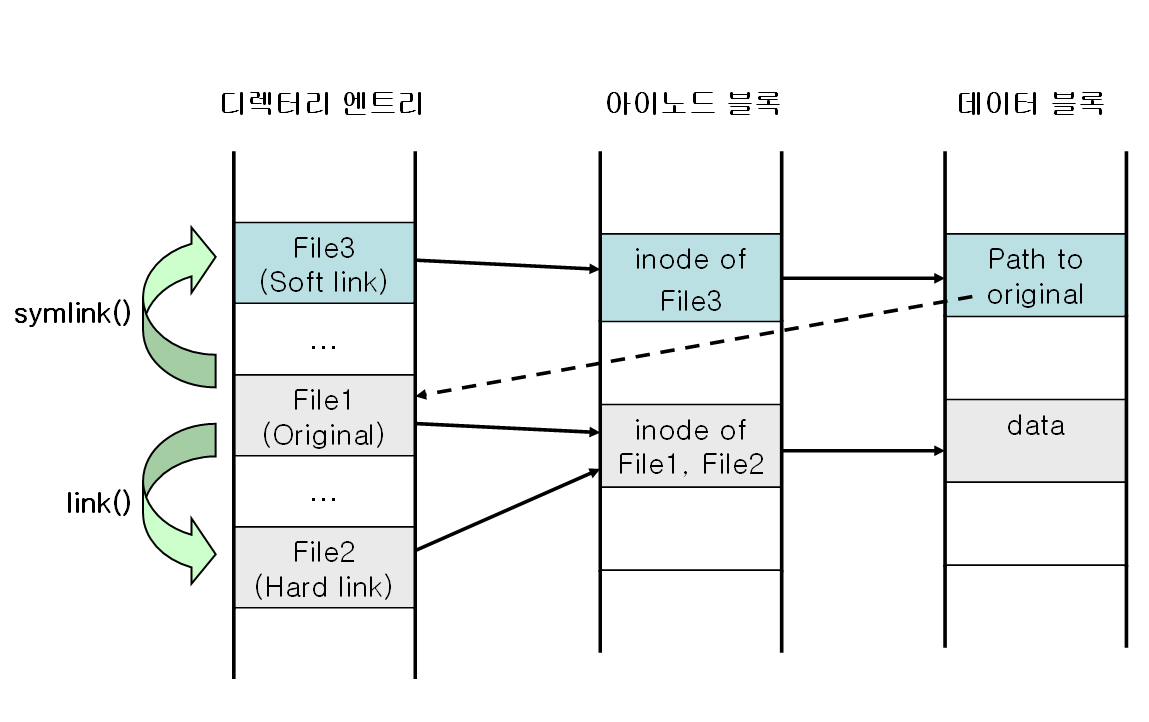 디렉터리 엔트리
아이노드 블록
데이터 블록
File3
(Soft link)
inode of
File3
Path to
original
symlink()
...
File1
(Original)
inode of
File1, File2
data
link()
...
File2
(Hard link)